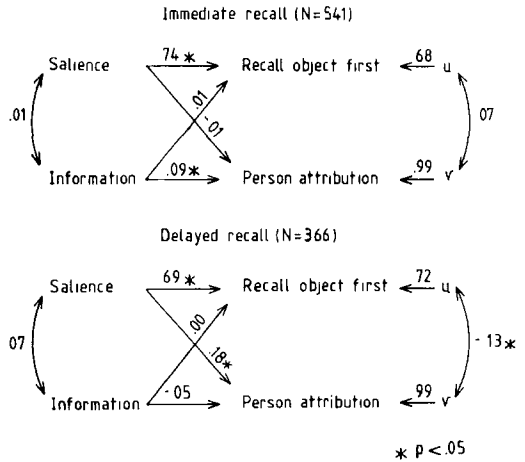 Immediate recall (N=541)
Salience 74* Recall object first 68 u
.01 .01 -.01 07
Information .09* Person attribution .99 v
Delayed recall (N=366)
Salience 69* Recall object first 72 u
07 .00 .18* -13*
Information -05 Person attribution 99 v
* p<.05